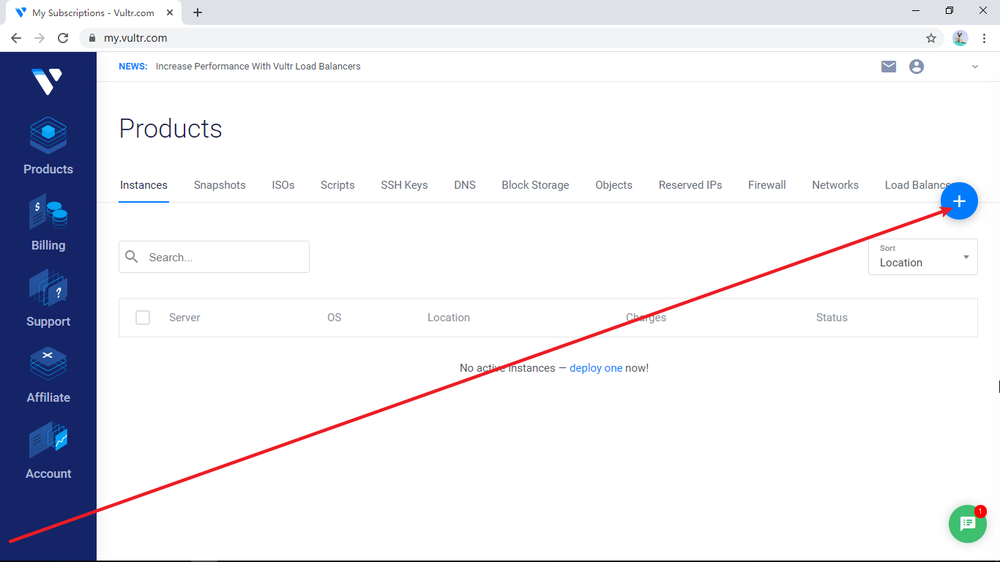 My Subscriptions - Vultr.com
my.vultr.com
NEWS: Increase Performance With Vultr Load Balancers
Products
Products
Instances Snapshots ISOs Scripts SSH Keys DNS Block Storage Objects Reserved IPs Firewall Networks Load Balancers
$
Billing
Search...
Sort
Location
?
Support
Server OS Location Charges Status
No active instances — deploy one now!
Affiliate
Account
1